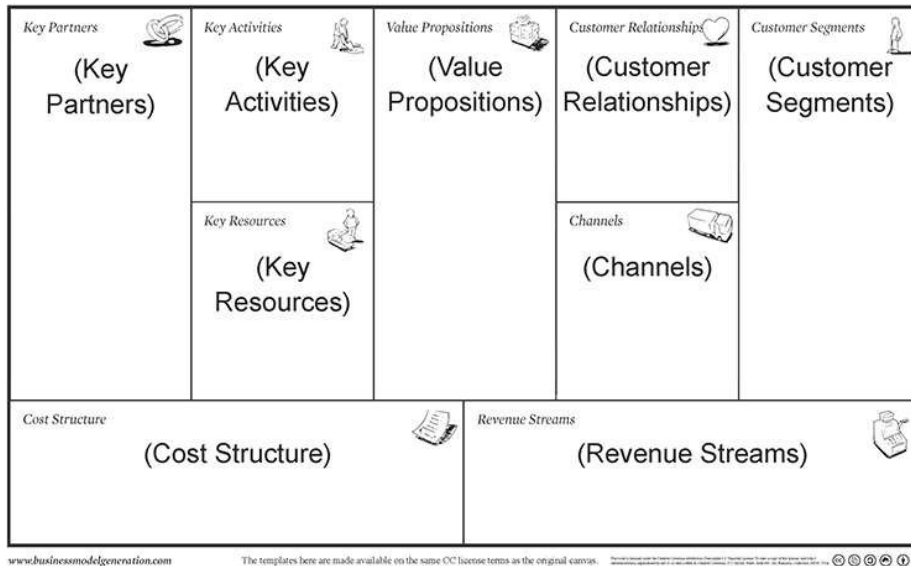 Key Partners
(Key
Partners)
Key Activities
(Key
Activities)
Value Propositions
(Value
Propositions)
Customer Relationships
(Customer
Relationships)
Customer Segments
(Customer
Segments)
Key Resources
(Key
Resources)
Channels
(Channels)
Cost Structure
(Cost Structure)
Revenue Streams
(Revenue Streams)
www.businessmodelgeneration.com
The templates here are made available on the same CC license terms as the original canvas.